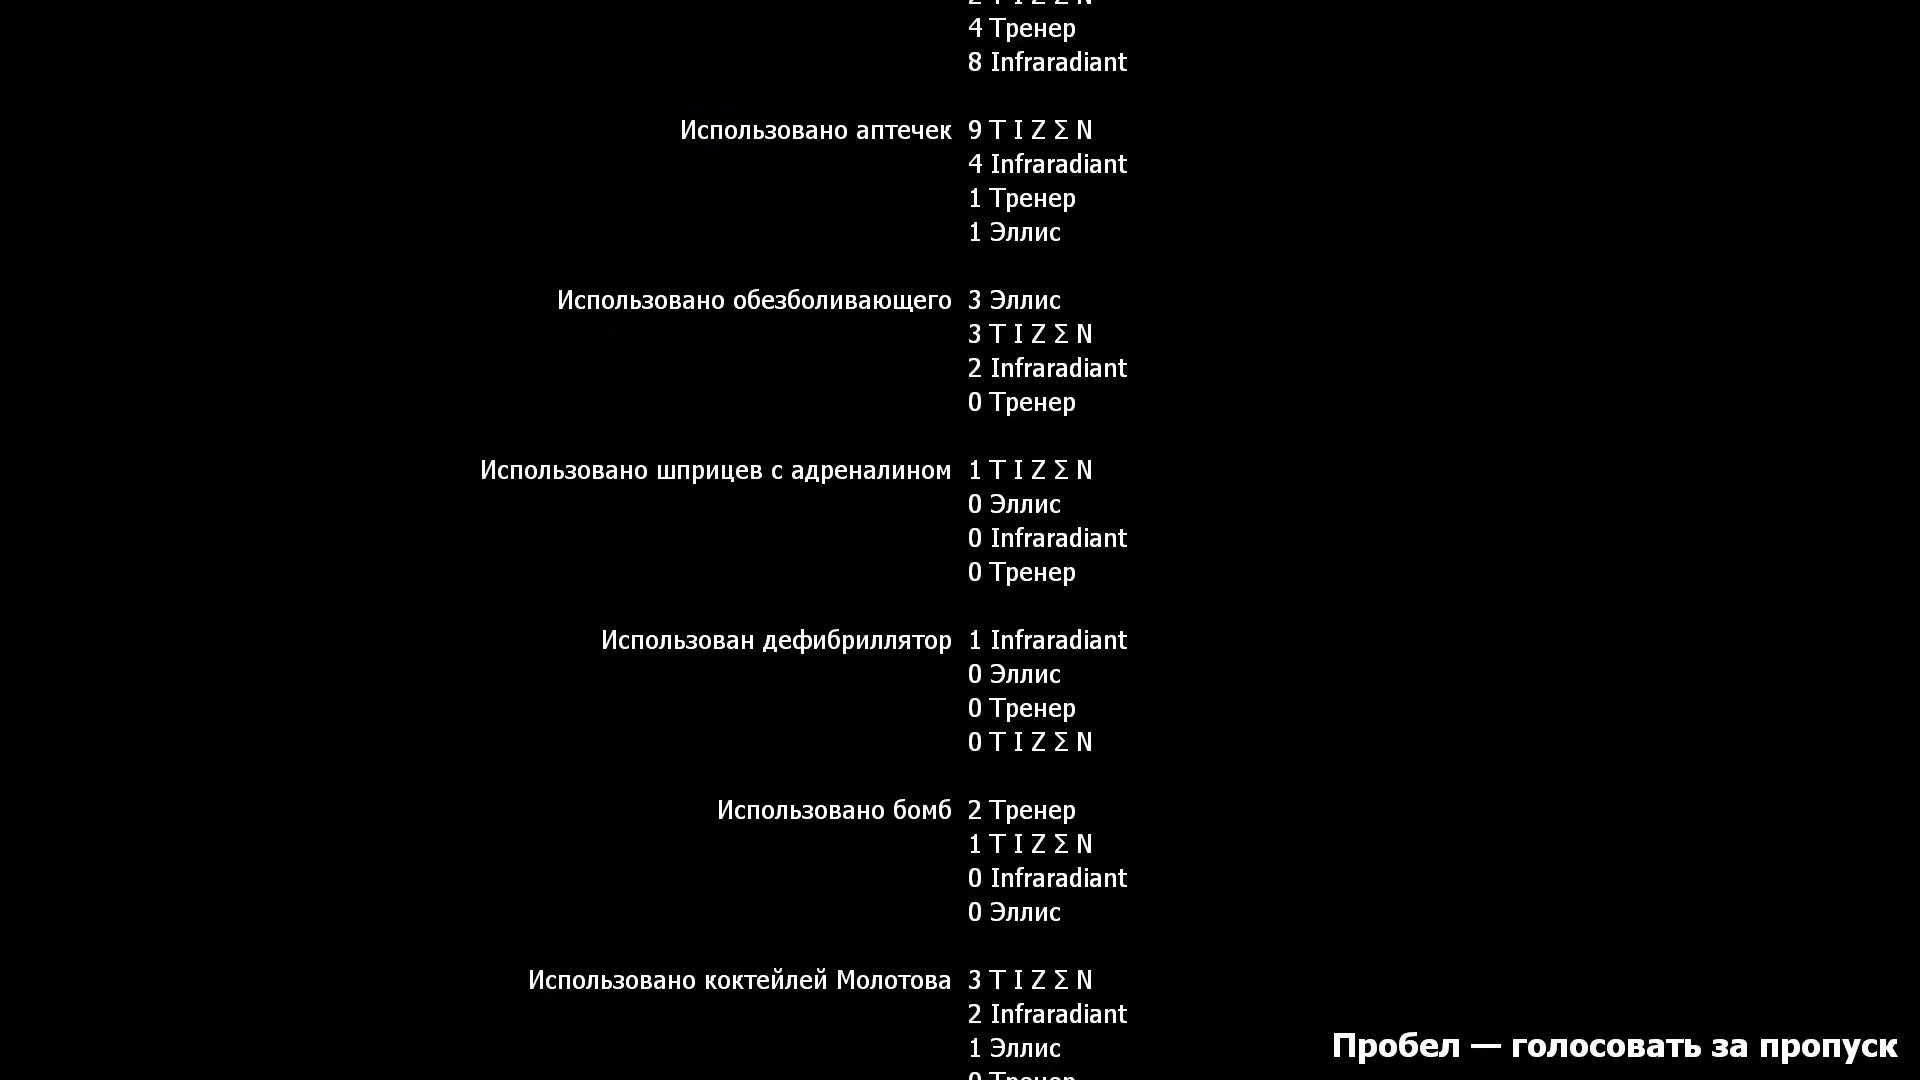 2 T I Z Σ N
4 Тренер
8 Infraradiant
Использовано аптечек 9 T I Z Σ N
4 Infraradiant
1 Тренер
1 Эллис
Использовано обезболивающего 3 Эллис
3 T I Z Σ N
2 Infraradiant
0 Тренер
Использовано шприцев с адреналином 1 T I Z Σ N
0 Эллис
0 Infraradiant
0 Тренер
Использован дефибриллятор 1 Infraradiant
0 Эллис
0 Тренер
0 T I Z Σ N
Использовано бомб 2 Тренер
1 T I Z Σ N
0 Infraradiant
0 Эллис
Использовано коктейлей Молотова 3 T I Z Σ N
2 Infraradiant
1 Эллис
0 Тренер
Пробел — голосовать за пропуск